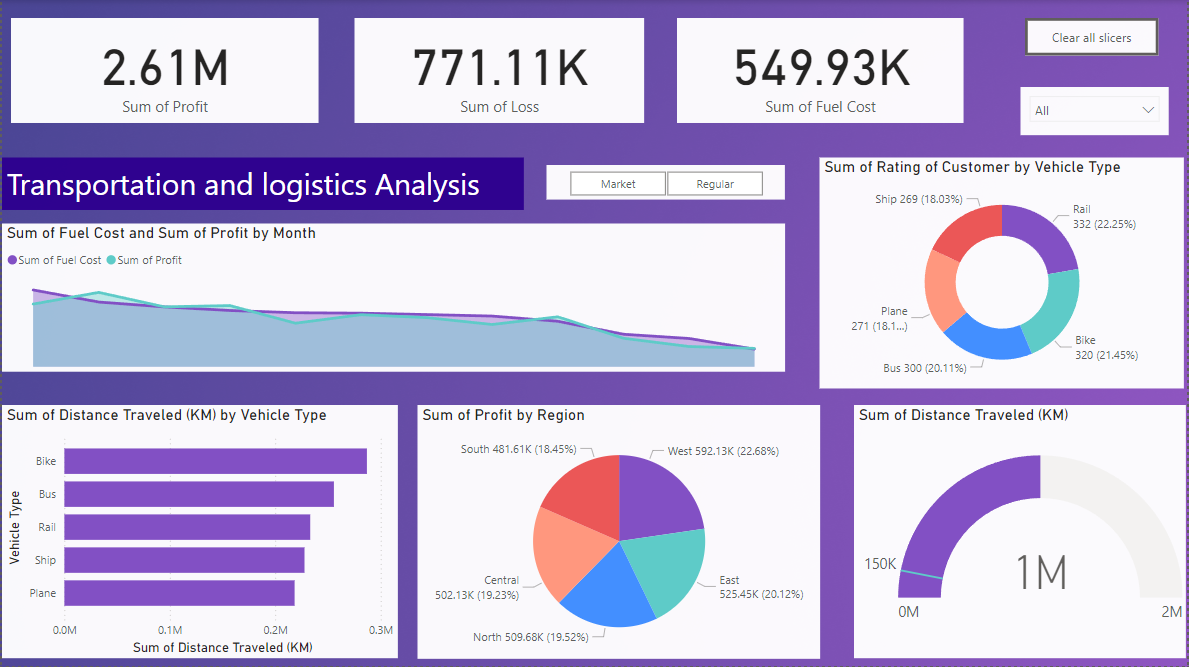 2.61M
Sum of Profit
771.11K
Sum of Loss
549.93K
Sum of Fuel Cost
Clear all slicers
All
Transportation and logistics Analysis
Market
Regular
Sum of Fuel Cost and Sum of Profit by Month
Sum of Fuel Cost
Sum of Profit
Sum of Rating of Customer by Vehicle Type
Ship 269 (18.03%)
Rail
332 (22.25%)
Plane
271 (18.1...)
Bike
320 (21.45%)
Bus 300 (20.11%)
Sum of Distance Traveled (KM) by Vehicle Type
Vehicle Type
Bike
Bus
Rail
Ship
Plane
0.0M
0.1M
0.2M
0.3M
Sum of Distance Traveled (KM)
Sum of Profit by Region
South 481.61K (18.45%)
West 592.13K (22.68%)
Central
502.13K (19.23%)
East
525.45K (20.12%)
North 509.68K (19.52%)
Sum of Distance Traveled (KM)
150K
1M
0M
2M